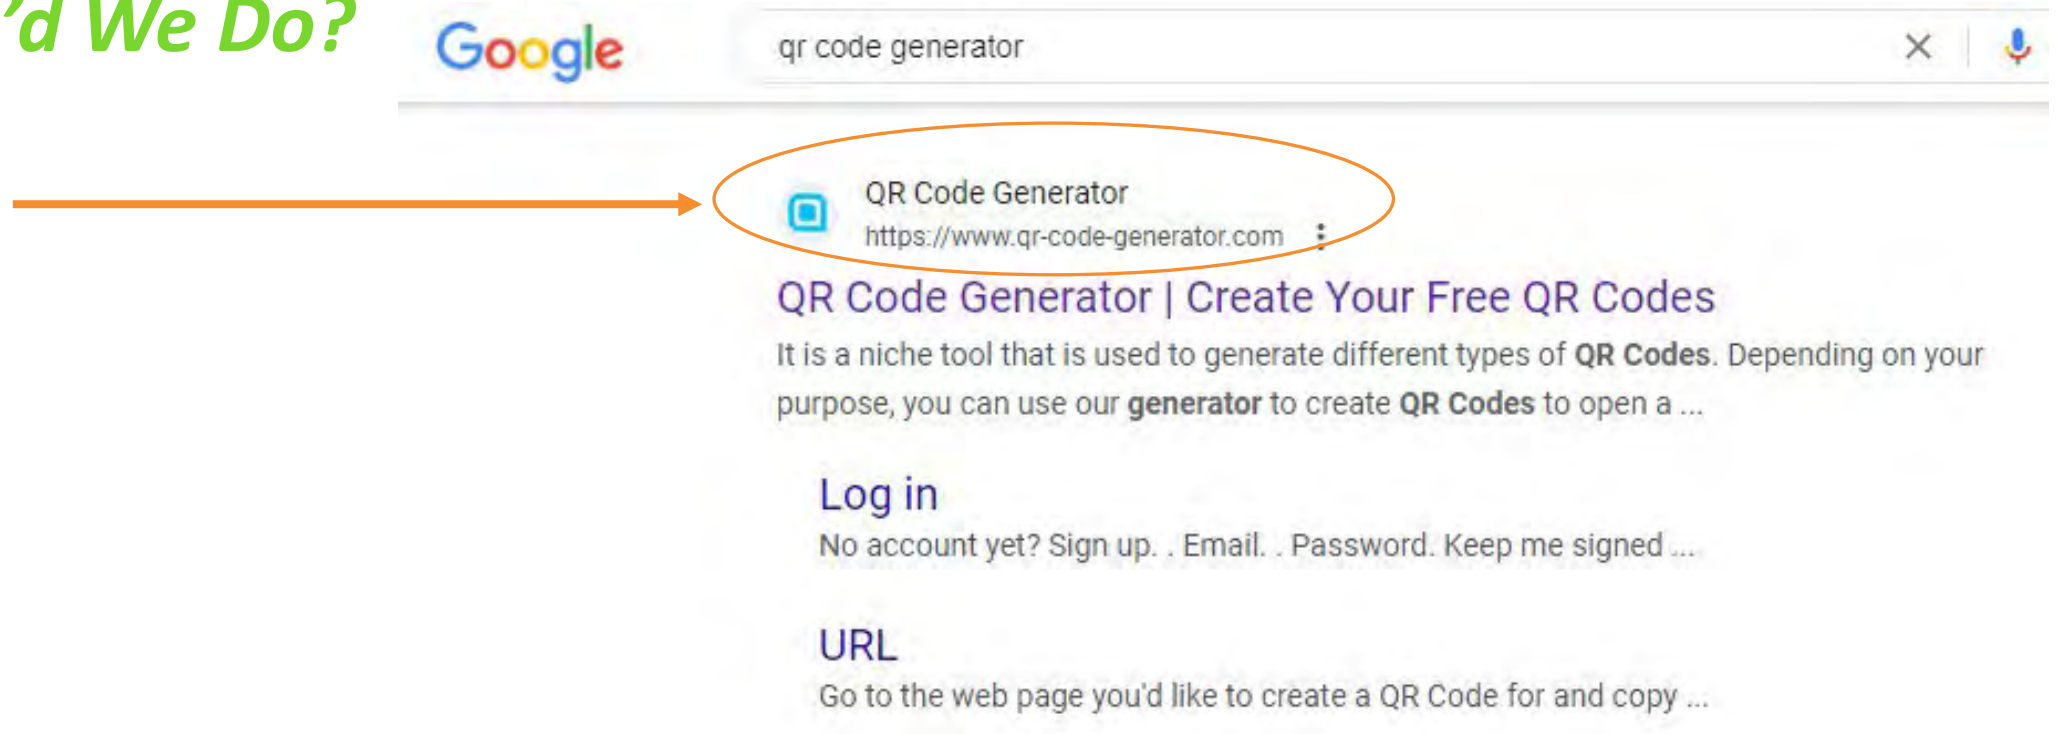 ’d We Do?
Google
qr code generator
QR Code Generator
https://www.qr-code-generator.com
QR Code Generator | Create Your Free QR Codes
It is a niche tool that is used to generate different types of QR Codes. Depending on your
purpose, you can use our generator to create QR Codes to open a ...
Log in
No account yet? Sign up. . Email. . Password. Keep me signed ...
URL
Go to the web page you'd like to create a QR Code for and copy ...